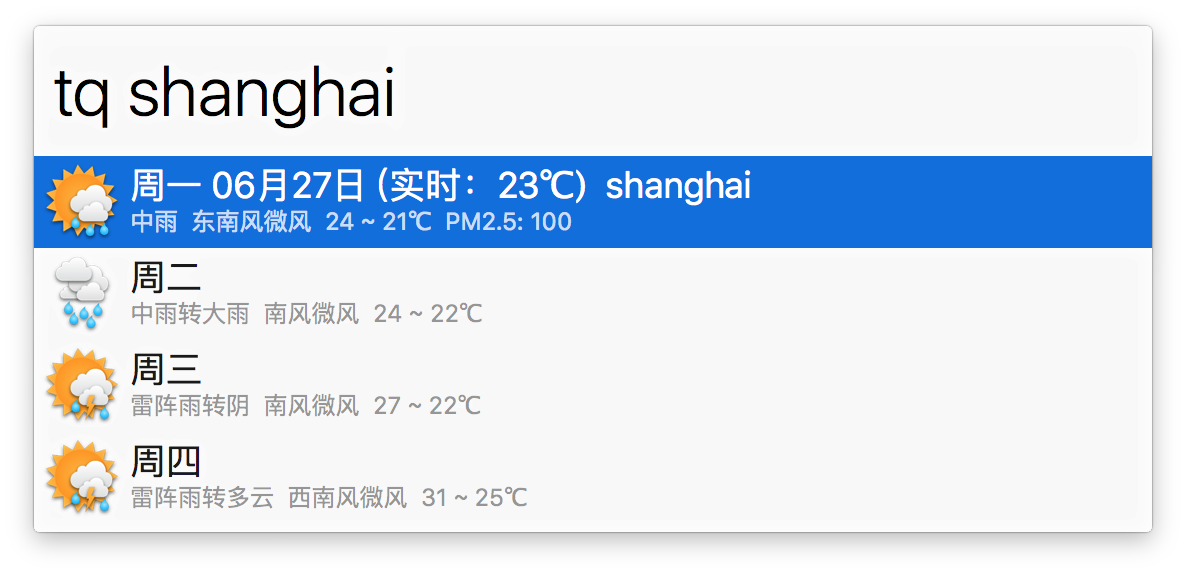 tq shanghai
周一 06月27日 (实时：23℃)  shanghai
中雨  东南风微风  24 ~ 21℃  PM2.5: 100
周二
中雨转大雨  南风微风  24 ~ 22℃
周三
雷阵雨转阴  南风微风  27 ~ 22℃
周四
雷阵雨转多云  西南风微风  31 ~ 25℃